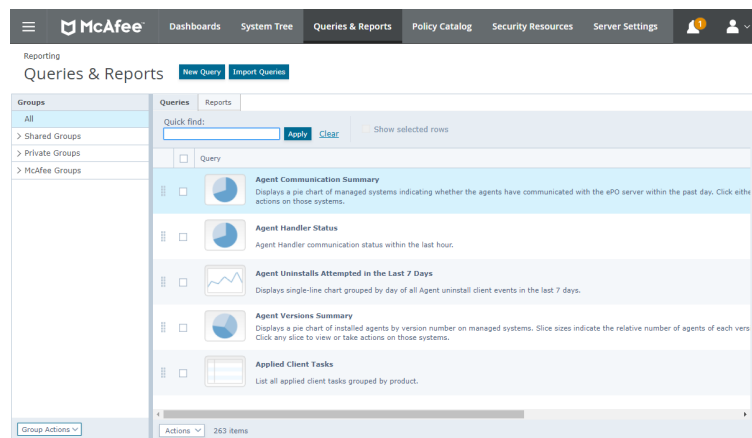 McAfee
Dashboards
System Tree
Queries & Reports
Policy Catalog
Security Resources
Server Settings
1
Reporting
Queries & Reports
New Query
Import Queries
Groups
All
Shared Groups
Private Groups
McAfee Groups
Queries
Reports
Quick find:
Apply
Clear
Show selected rows
Query
Agent Communication Summary
Displays a pie chart of managed systems indicating whether the agents have communicated with the ePO server within the past day. Click eithe
actions on those systems.
Agent Handler Status
Agent Handler communication status within the last hour.
Agent Uninstalls Attempted in the Last 7 Days
Displays single-line chart grouped by day of all Agent uninstall client events in the last 7 days.
Agent Versions Summary
Displays a pie chart of installed agents by version number on managed systems. Slice sizes indicate the relative number of agents of each vers
Click any slice to view or take actions on those systems.
Applied Client Tasks
List all applied client tasks grouped by product.
Group Actions
Actions
263 items